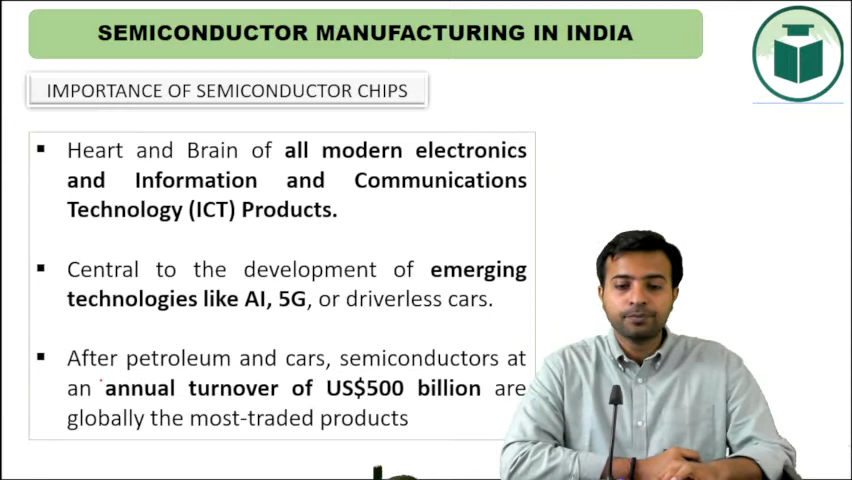 SEMICONDUCTOR MANUFACTURING IN INDIA
IMPORTANCE OF SEMICONDUCTOR CHIPS
▪ Heart and Brain of all modern electronics
and Information and Communications
Technology (ICT) Products.
▪ Central to the development of emerging
technologies like AI, 5G, or driverless cars.
▪ After petroleum and cars, semiconductors at
an annual turnover of US$500 billion are
globally the most-traded products